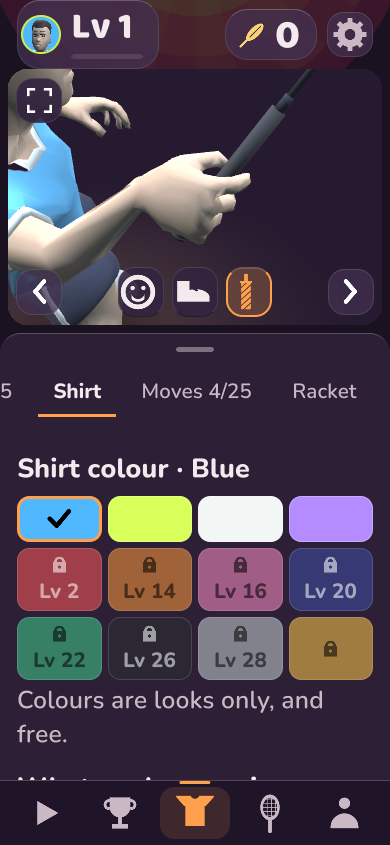 Lv 1
0
5
Shirt
Moves 4/25
Racket
Shirt colour · Blue
Lv 2
Lv 14
Lv 16
Lv 20
Lv 22
Lv 26
Lv 28
Colours are looks only, and
free.